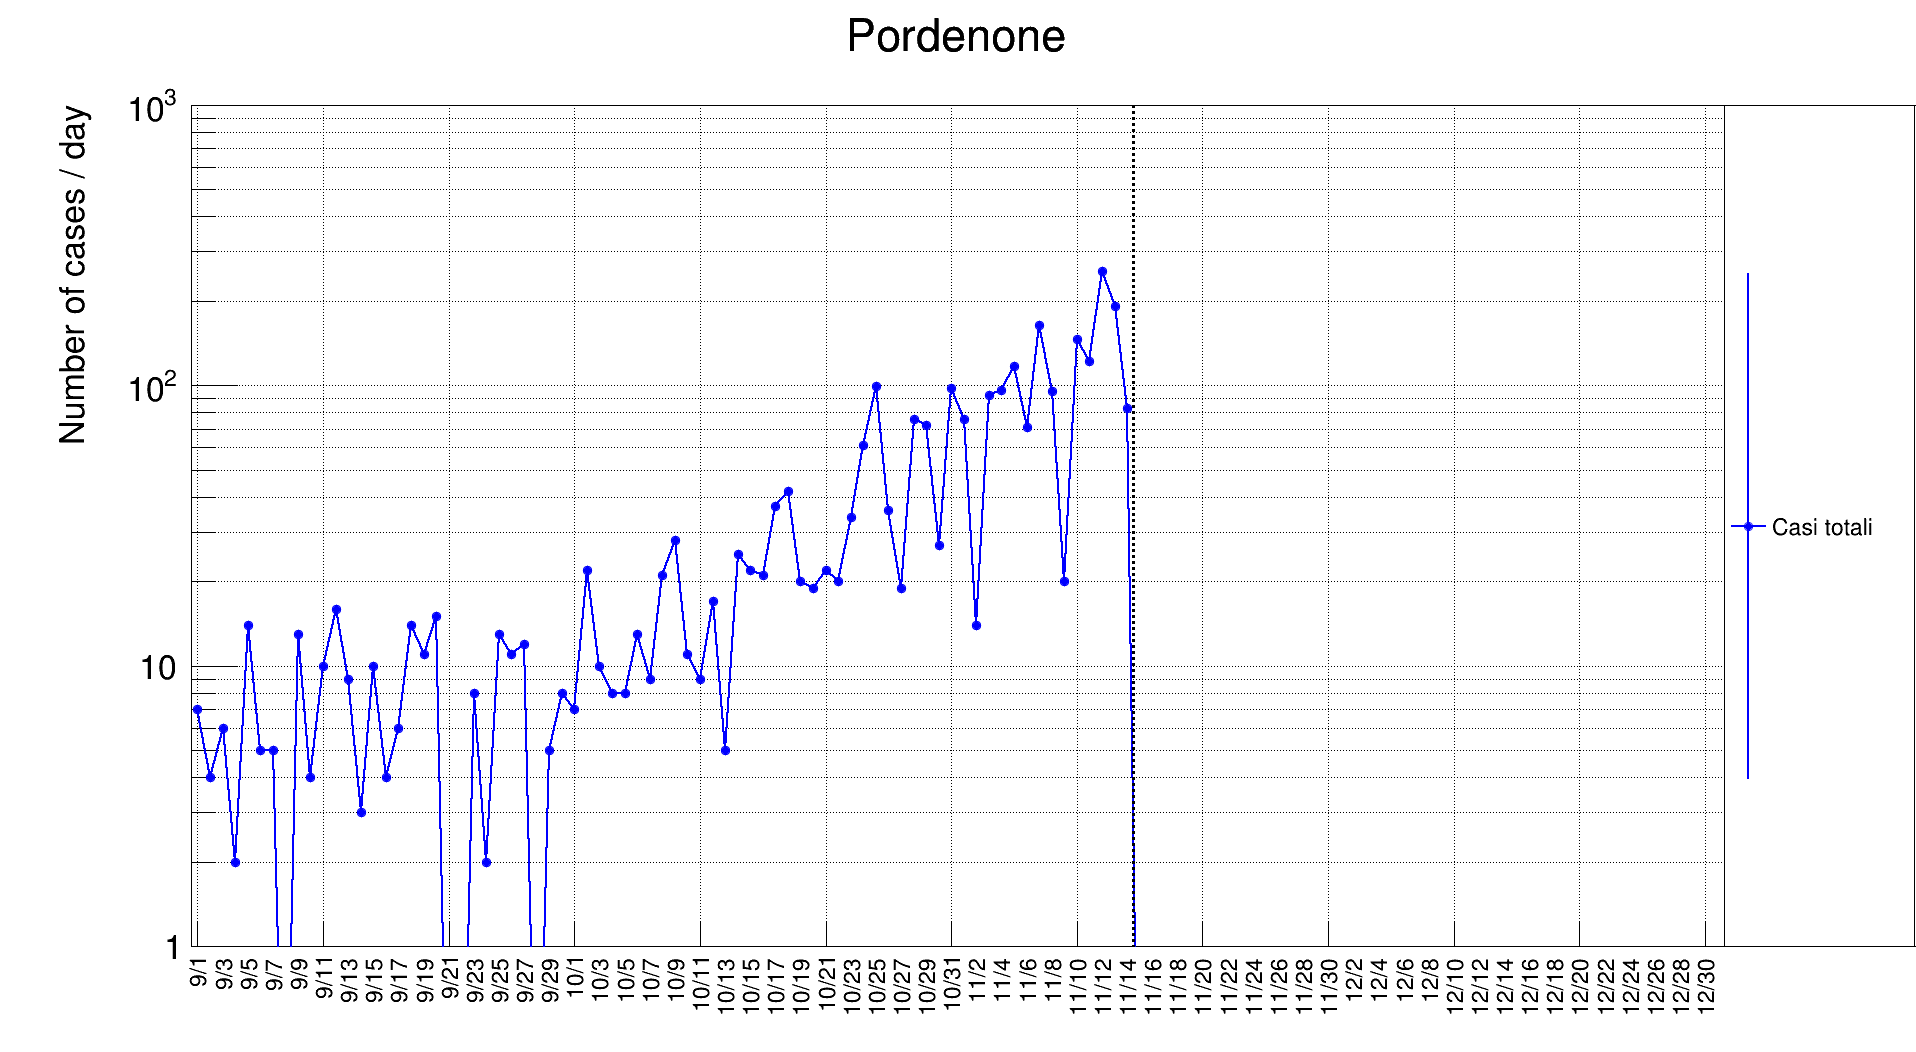 Pordenone
Number of cases / day
10³
10²
10
1
9/1 9/3 9/5 9/7 9/9 9/11 9/13 9/15 9/17 9/19 9/21 9/23 9/25 9/27 9/29 10/1 10/3 10/5 10/7 10/9 10/11 10/13 10/15 10/17 10/19 10/21 10/23 10/25 10/27 10/29 10/31 11/2 11/4 11/6 11/8 11/10 11/12 11/14 11/16 11/18 11/20 11/22 11/24 11/26 11/28 11/30 12/2 12/4 12/6 12/8 12/10 12/12 12/14 12/16 12/18 12/20 12/22 12/24 12/26 12/28 12/30
Casi totali